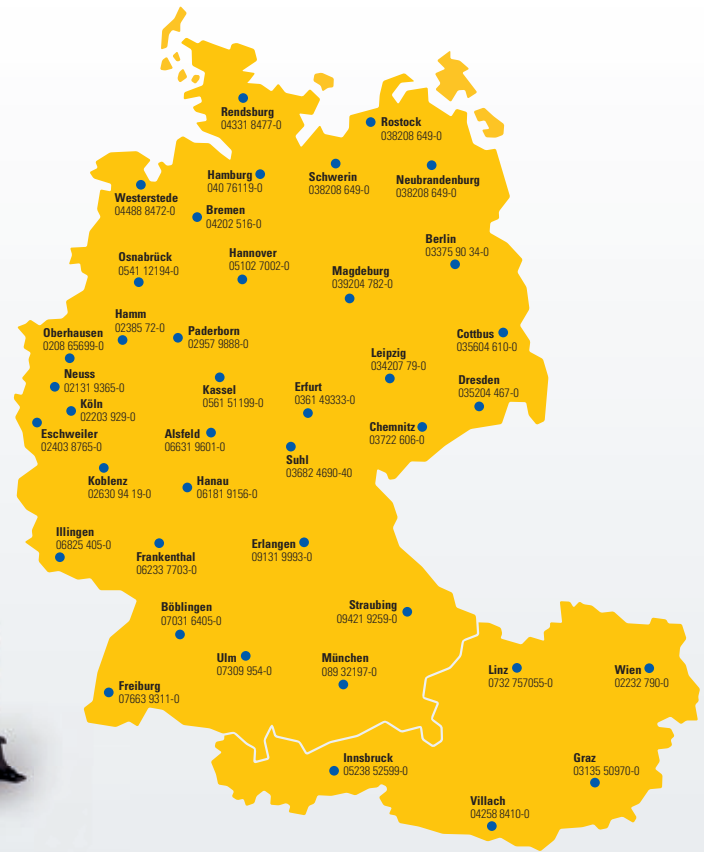 Rendsburg
04331 8477-0
Rostock
038208 649-0
Hamburg
040 76119-0
Schwerin
038208 649-0
Neubrandenburg
038208 649-0
Westerstede
04488 8472-0
Bremen
04202 516-0
Berlin
03375 90 34-0
Osnabrück
0541 12194-0
Hannover
05102 7002-0
Magdeburg
039204 782-0
Hamm
02385 72-0
Oberhausen
0208 65699-0
Paderborn
02957 9888-0
Cottbus
035604 610-0
Leipzig
034207 79-0
Neuss
02131 9365-0
Kassel
0561 51199-0
Erfurt
0361 49333-0
Dresden
035204 467-0
Köln
02203 929-0
Eschweiler
02403 8765-0
Alsfeld
06631 9601-0
Chemnitz
03722 606-0
Suhl
03682 4690-40
Koblenz
02630 94 19-0
Hanau
06181 9156-0
Illingen
06825 405-0
Frankenthal
06233 7703-0
Erlangen
09131 9993-0
Böblingen
07031 6405-0
Straubing
09421 9259-0
Ulm
07309 954-0
München
089 32197-0
Linz
0732 757055-0
Wien
02232 790-0
Freiburg
07663 9311-0
Innsbruck
05238 52599-0
Graz
03135 50970-0
Villach
04258 8410-0